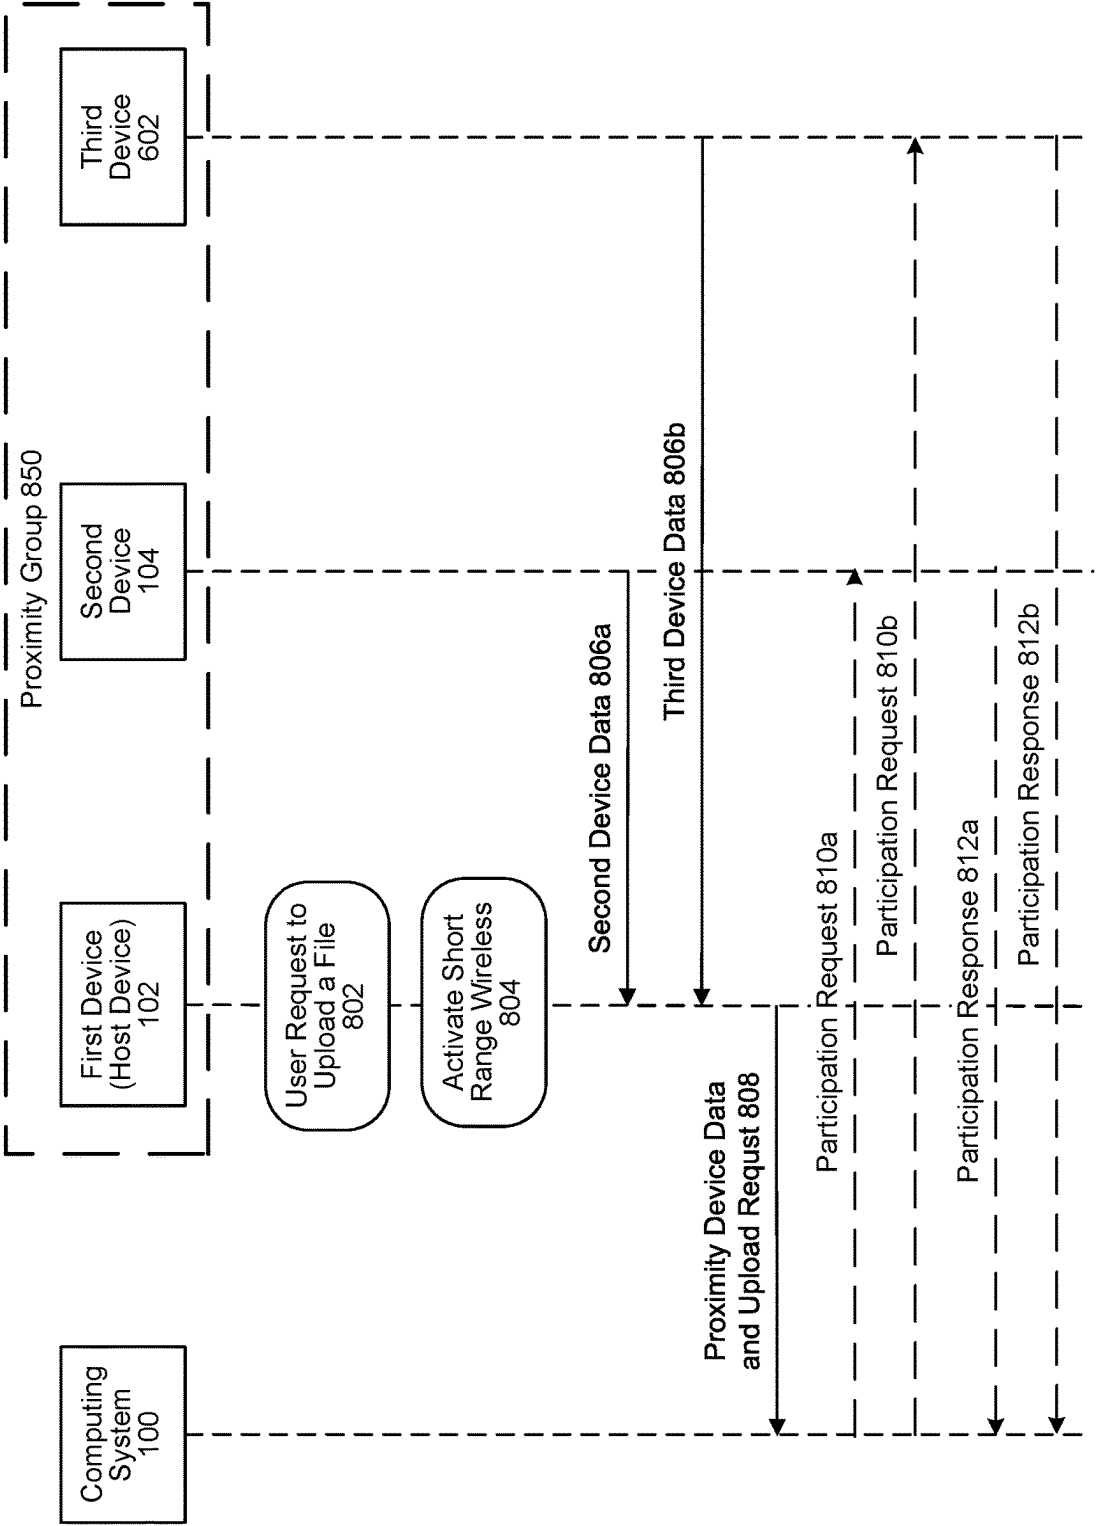 Proximity Group 850
Computing
System
100
First Device
(Host Device)
102
Second
Device
104
Third
Device
602
User Request to
Upload a File
802
Activate Short
Range Wireless
804
Second Device Data 806a
Third Device Data 806b
Proximity Device Data
and Upload Requst 808
Participation Request 810a
Participation Request 810b
Participation Response 812a
Participation Response 812b